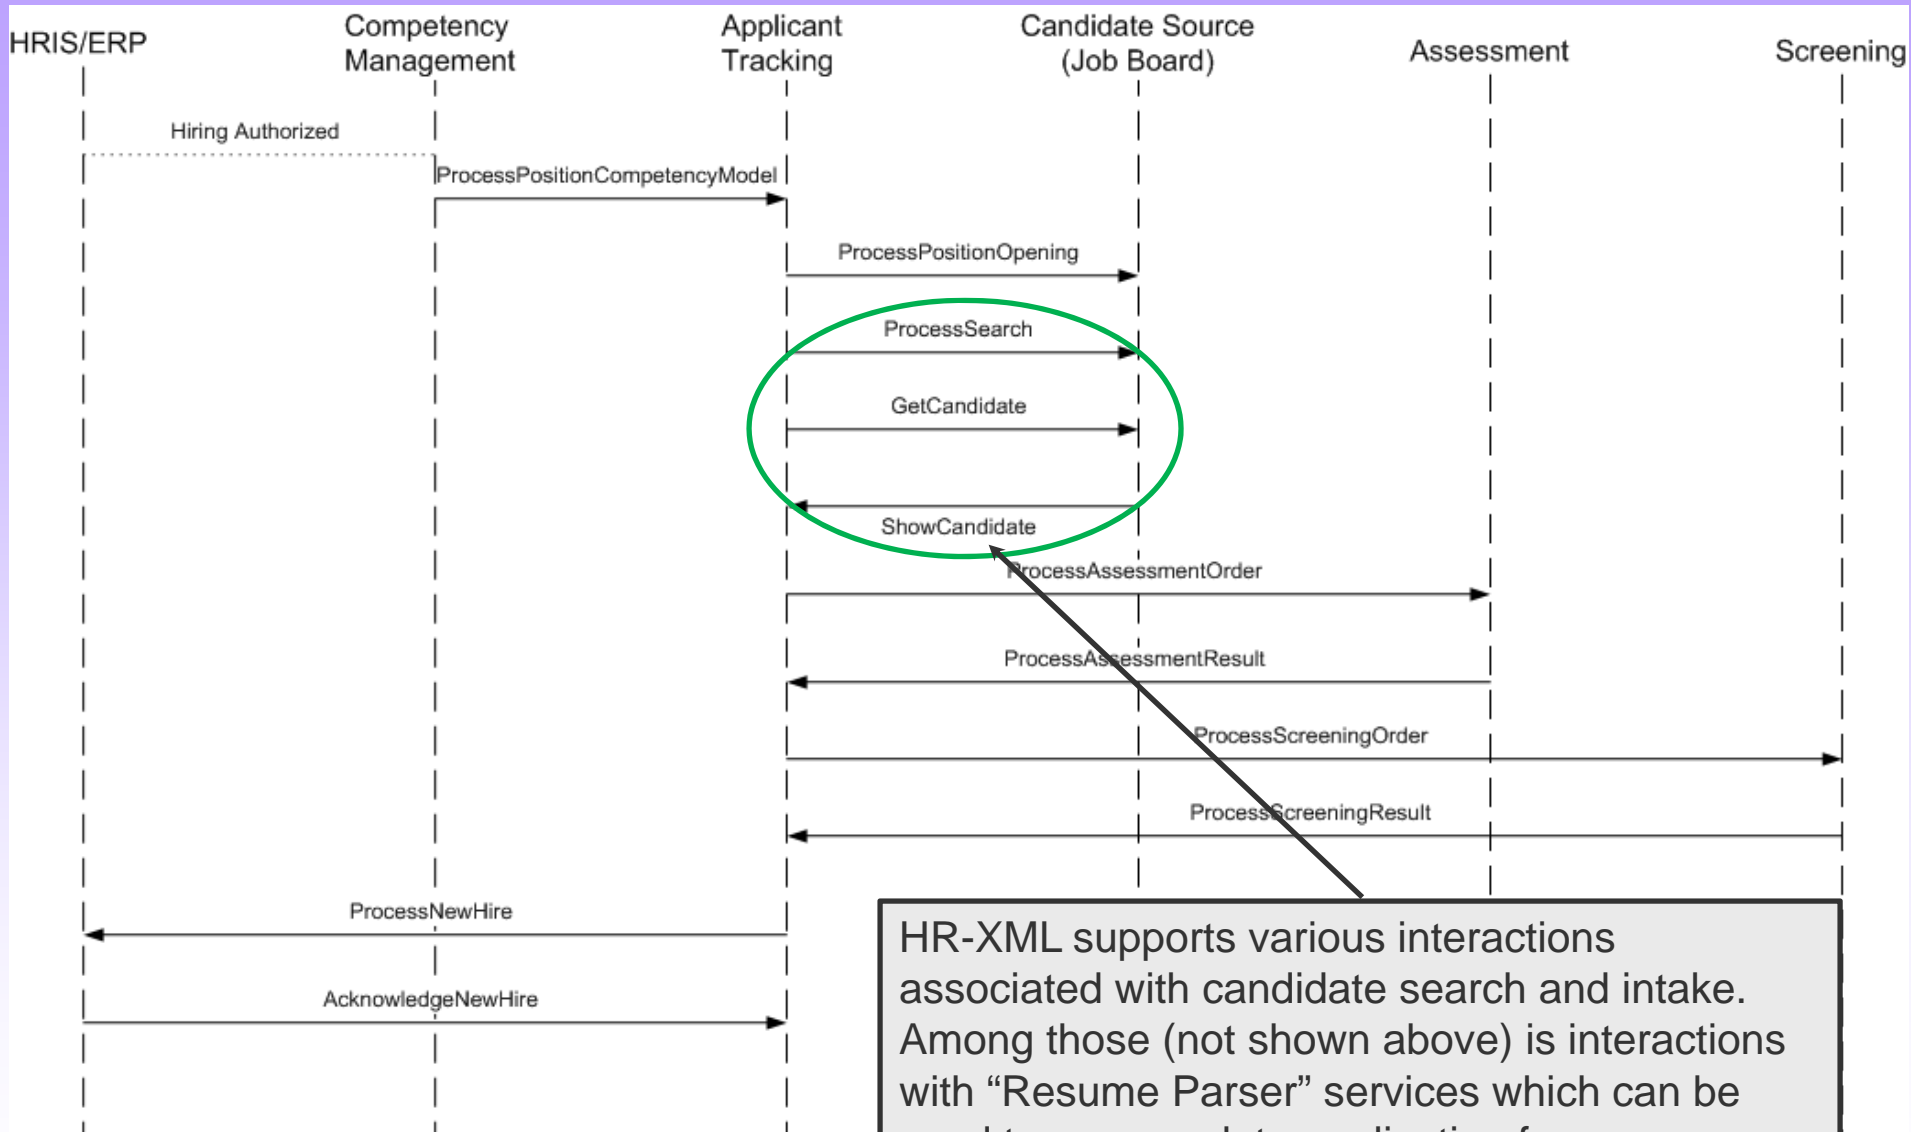 HRIS/ERP
Competency
Management
Applicant
Tracking
Candidate Source
(Job Board)
Assessment
Screening
Hiring Authorized
ProcessPositionCompetencyModel
ProcessPositionOpening
ProcessSearch
GetCandidate
ShowCandidate
ProcessAssessmentOrder
ProcessAssessmentResult
ProcessScreeningOrder
ProcessScreeningResult
ProcessNewHire
AcknowledgeNewHire
HR-XML supports various interactions
associated with candidate search and intake.
Among those (not shown above) is interactions
with “Resume Parser” services which can be